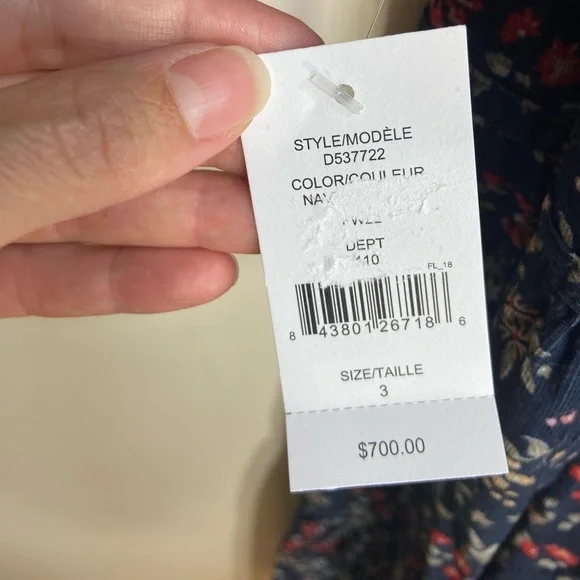 STYLE/MODÈLE
D537722
COLOR/COULEUR
DEPT
FL_18
8 43801 26718 6
SIZE/TAILLE
3
$700.00